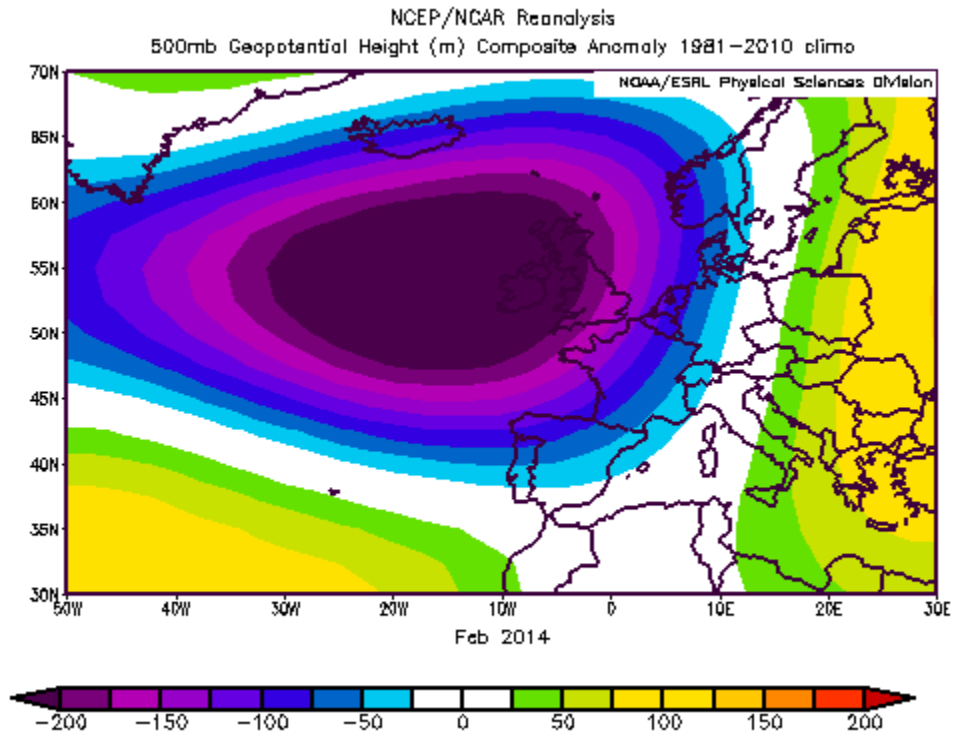 NCEP/NCAR Reanalysis
500mb Geopotential Height (m) Composite Anomaly 1981-2010 climo
NOAA/ESRL Physical Sciences Division
70N
65N
60N
55N
50N
45N
40N
35N
30N
50W 40W 30W 20W 10W 0 10E 20E 30E
Feb 2014
-200 -150 -100 -50 0 50 100 150 200